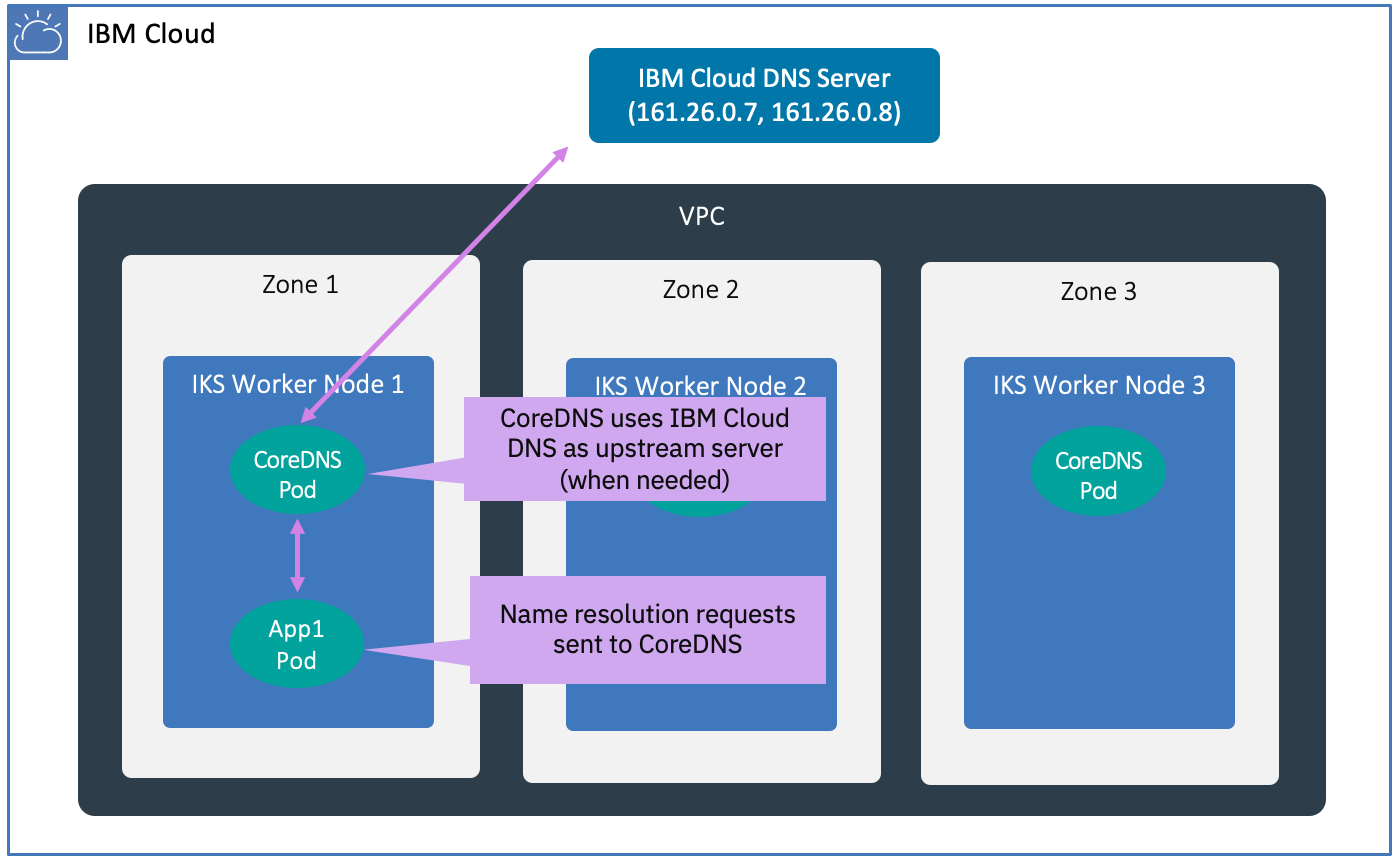 IBM Cloud
IBM Cloud DNS Server
(161.26.0.7, 161.26.0.8)
VPC
Zone 1
Zone 2
Zone 3
IKS Worker Node 1
IKS Worker Node 2
IKS Worker Node 3
CoreDNS
Pod
CoreDNS uses IBM Cloud
DNS as upstream server
(when needed)
CoreDNS
Pod
App1
Pod
Name resolution requests
sent to CoreDNS